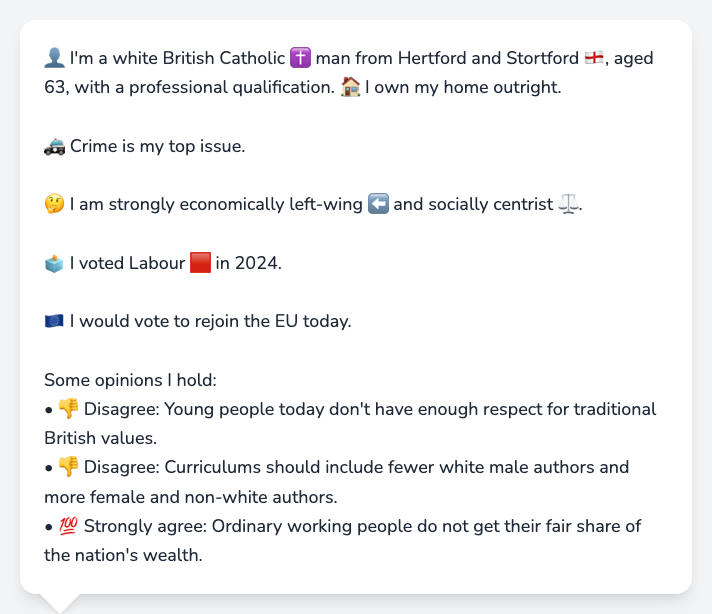 👤 I'm a white British Catholic ✝️ man from Hertford and Stortford 🏴󠁧󠁢󠁥󠁮󠁧󠁿, aged
63, with a professional qualification. 🏠 I own my home outright.
🚓 Crime is my top issue.
🤔 I am strongly economically left-wing ⬅️ and socially centrist ⚖️.
🗳️ I voted Labour 🟥 in 2024.
🇪🇺 I would vote to rejoin the EU today.
Some opinions I hold:
• 👎 Disagree: Young people today don't have enough respect for traditional
British values.
• 👎 Disagree: Curriculums should include fewer white male authors and
more female and non-white authors.
• 💯 Strongly agree: Ordinary working people do not get their fair share of
the nation's wealth.